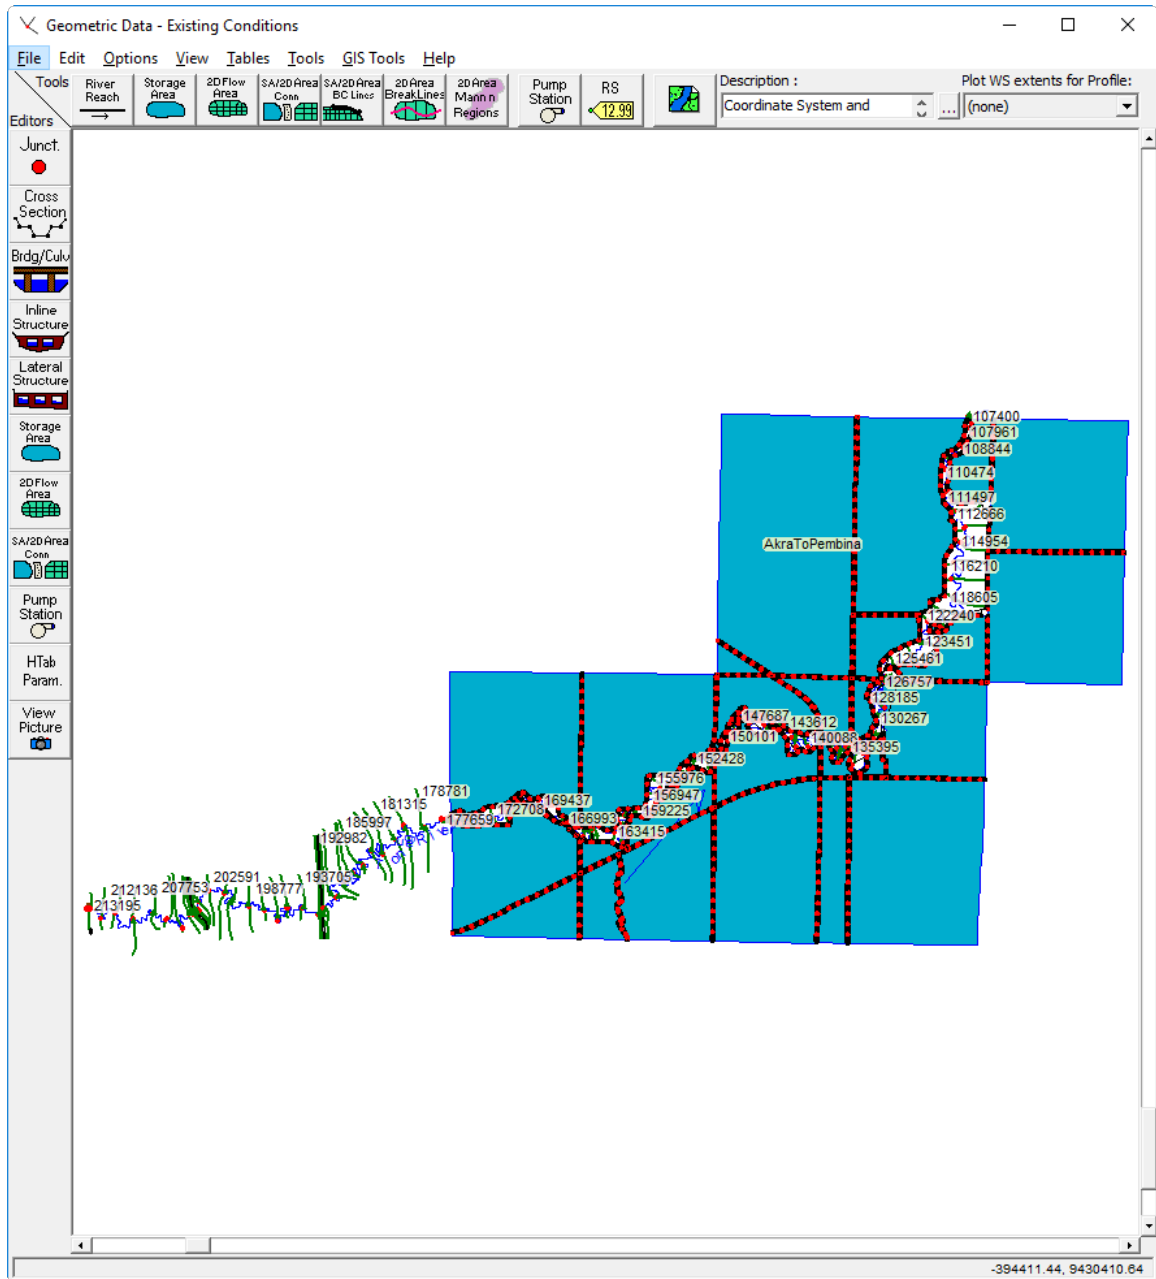 Geometric Data - Existing Conditions
File Edit Options View Tables Tools GIS Tools Help
Tools
Editors
River
Reach
Storage
Area
2D Flow
Area
SA/2D Area
Conn
SA/2D Area
BC Lines
2D Area
BreakLines
2D Area
Mann n
Regions
Pump
Station
RS
12.99
Description :
Coordinate System and
...
Plot WS extents for Profile:
(none)
Junct.
Cross
Section
Brdg/Culv
Inline
Structure
Lateral
Structure
Storage
Area
2D Flow
Area
SA/2D Area
Conn
Pump
Station
HTab
Param.
View
Picture
107400
107961
108844
110474
111497
112666
114954
AkraToPembina
116210
118605
122240
123451
125461
126757
128185
130267
147687
143612
150101
140088
135395
152428
155976
156947
159225
178781
181315
169437
172708
166993
177659
163415
185997
192982
193705
202591
198777
207753
212136
213195
-394411.44, 9430410.64